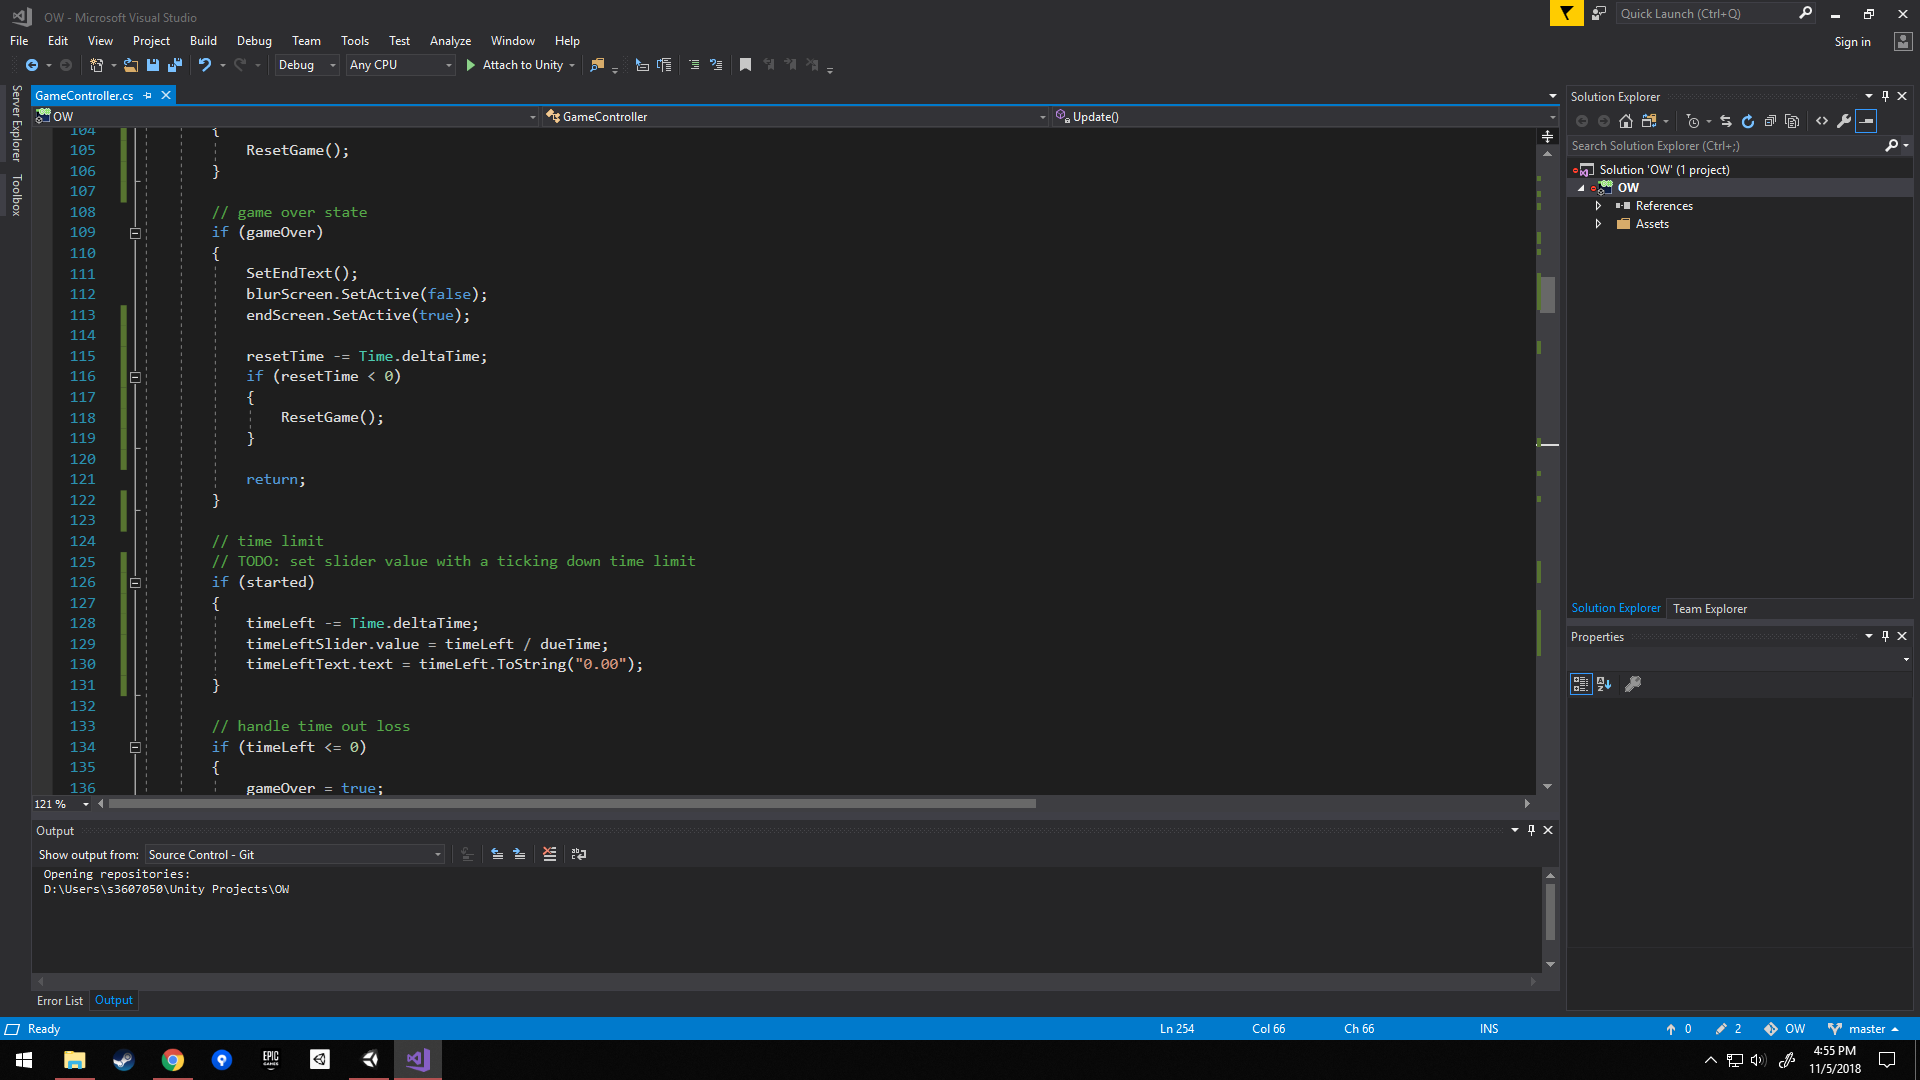 OW - Microsoft Visual Studio
Quick Launch (Ctrl+Q)
File Edit View Project Build Debug Team Tools Test Analyze Window Help
Sign in
Debug Any CPU Attach to Unity
Server Explorer
Toolbox
GameController.cs
OW GameController Update()
104 {
105 ResetGame();
106 }
107
108 // game over state
109 if (gameOver)
110 {
111 SetEndText();
112 blurScreen.SetActive(false);
113 endScreen.SetActive(true);
114
115 resetTime -= Time.deltaTime;
116 if (resetTime < 0)
117 {
118 ResetGame();
119 }
120
121 return;
122 }
123
124 // time limit
125 // TODO: set slider value with a ticking down time limit
126 if (started)
127 {
128 timeLeft -= Time.deltaTime;
129 timeLeftSlider.value = timeLeft / dueTime;
130 timeLeftText.text = timeLeft.ToString("0.00");
131 }
132
133 // handle time out loss
134 if (timeLeft <= 0)
135 {
136 gameOver = true;
121 %
Output
Show output from: Source Control - Git
Opening repositories:
D:\Users\s3607050\Unity Projects\OW
Error List Output
Solution Explorer
Search Solution Explorer (Ctrl+;)
Solution 'OW' (1 project)
OW
References
Assets
Solution Explorer Team Explorer
Properties
Ready Ln 254 Col 66 Ch 66 INS 0 2 OW master
EPIC GAMES
4:55 PM
11/5/2018